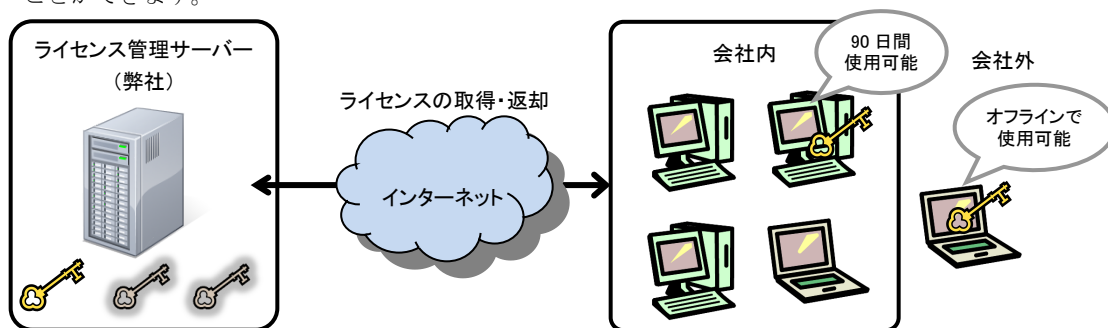 ことができます。
ライセンス管理サーバー
(弊社)
ライセンスの取得・返却
インターネット
会社内
90 日間
使用可能
会社外
オフラインで
使用可能